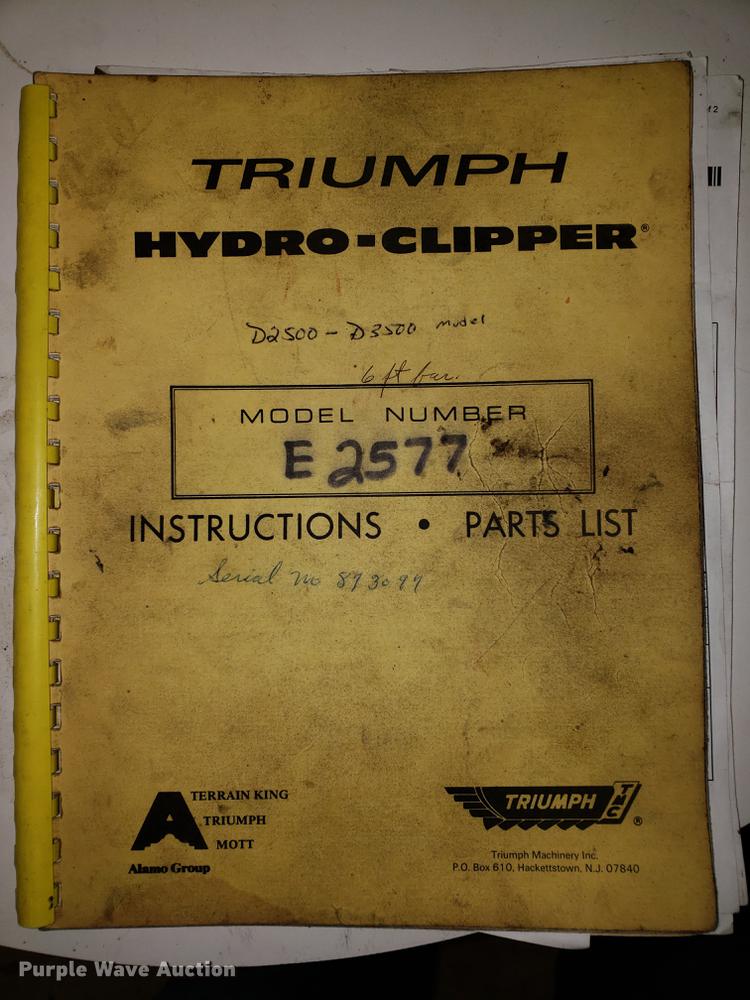 TRIUMPH
HYDRO-CLIPPER®
D2500 - D3500 model
6 ft bar.
MODEL NUMBER
E 2577
INSTRUCTIONS • PARTS LIST
Serial no 893099
A TERRAIN KING
TRIUMPH
MOTT
Alamo Group
TRIUMPH TMC ®
Triumph Machinery Inc.
P.O. Box 610, Hackettstown, N.J. 07840
Purple Wave Auction